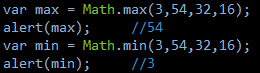 var max = Math.max(3,54,32,16);
alert(max);      //54
var min = Math.min(3,54,32,16);
alert(min);      //3